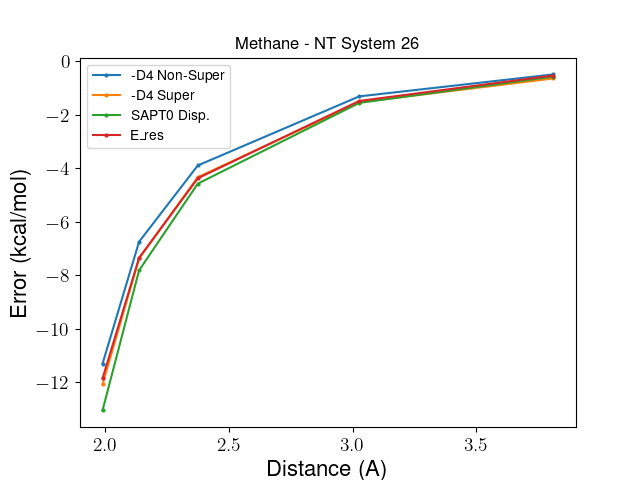 Methane - NT System 26
-D4 Non-Super
-D4 Super
SAPT0 Disp.
E_res
Error (kcal/mol)
0
−2
−4
−6
−8
−10
−12
2.0 2.5 3.0 3.5
Distance (A)